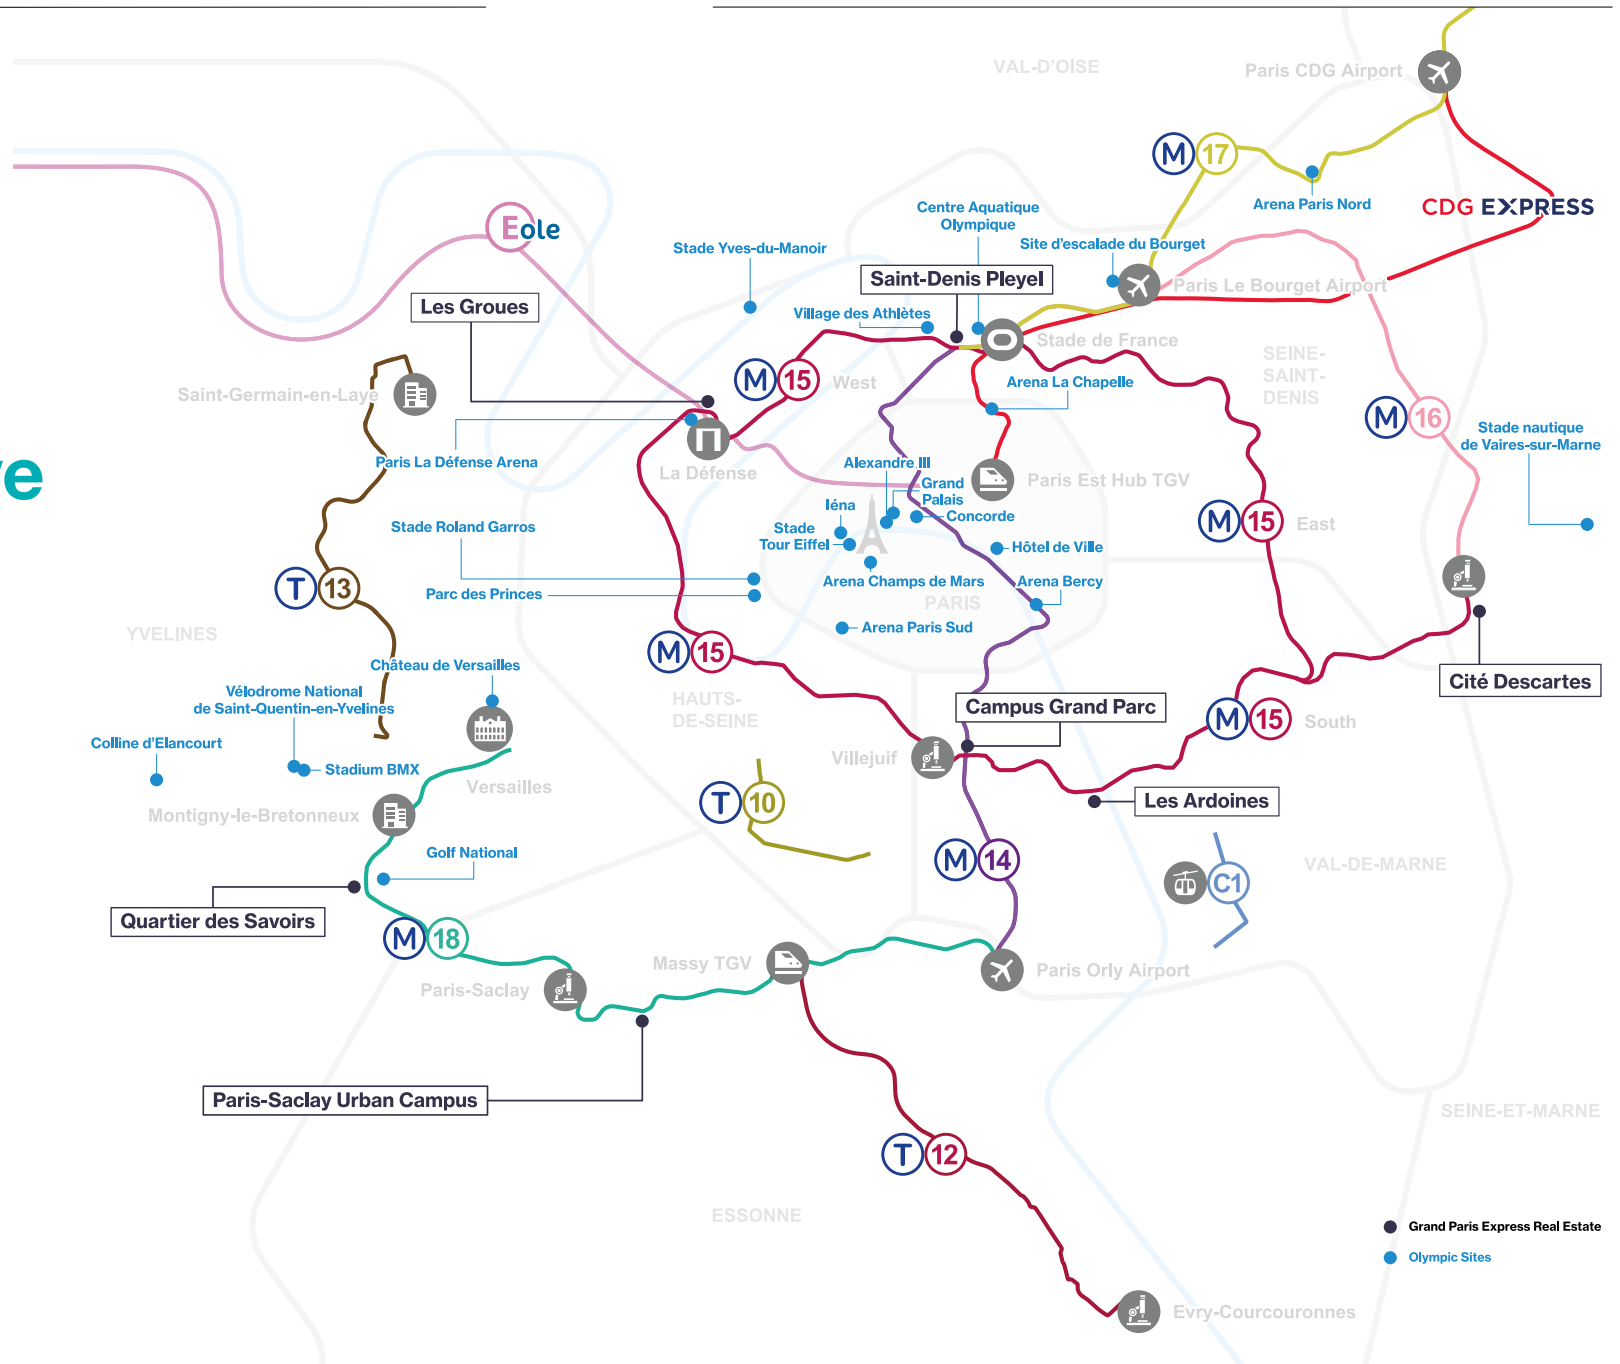 VAL-D'OISE
Paris CDG Airport
M 17
Arena Paris Nord
CDG EXPRESS
Centre Aquatique
Olympique
Eole
Stade Yves-du-Manoir
Site d'escalade du Bourget
Saint-Denis Pleyel
Paris Le Bourget Airport
Les Groues
Village des Athlètes
Stade de France
SEINE-
SAINT-
DENIS
M 15 West
Arena La Chapelle
Saint-Germain-en-Laye
M 16
Stade nautique
de Vaires-sur-Marne
Paris La Défense Arena
La Défense
Alexandre III
Grand
Palais
Paris Est Hub TGV
Iéna
Concorde
Stade Roland Garros
Stade
Tour Eiffel
M 15 East
Hôtel de Ville
Arena Champs de Mars
Arena Bercy
T 13
Parc des Princes
PARIS
Arena Paris Sud
YVELINES
M 15
Château de Versailles
Vélodrome National
de Saint-Quentin-en-Yvelines
HAUTS-
DE-SEINE
Cité Descartes
Campus Grand Parc
M 15 South
Colline d'Elancourt
Stadium BMX
Villejuif
Versailles
T 10
Les Ardoines
Montigny-le-Bretonneux
Golf National
M 14
VAL-DE-MARNE
C1
Quartier des Savoirs
M 18
Massy TGV
Paris Orly Airport
Paris-Saclay
Paris-Saclay Urban Campus
SEINE-ET-MARNE
T 12
ESSONNE
Grand Paris Express Real Estate
Olympic Sites
Evry-Courcouronnes